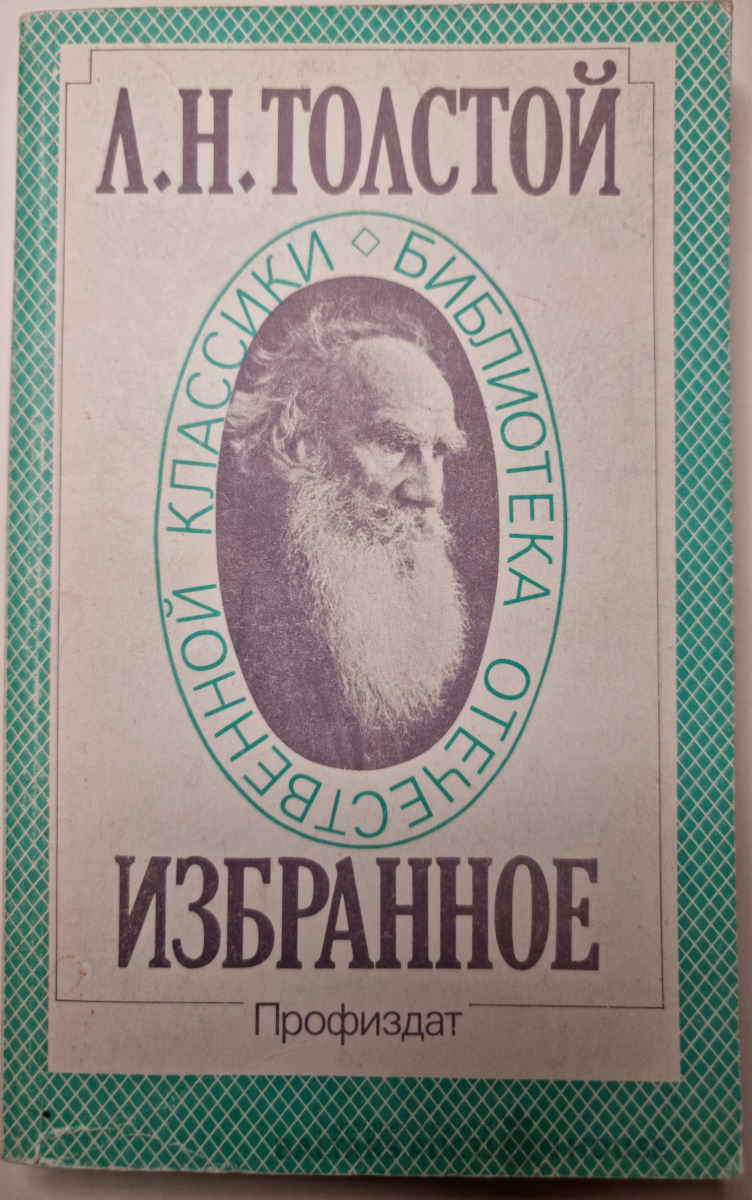 Л.Н.ТОЛСТОЙ
БИБЛИОТЕКА ОТЕЧЕСТВЕННОЙ КЛАССИКИ
ИЗБРАННОЕ
Профиздат